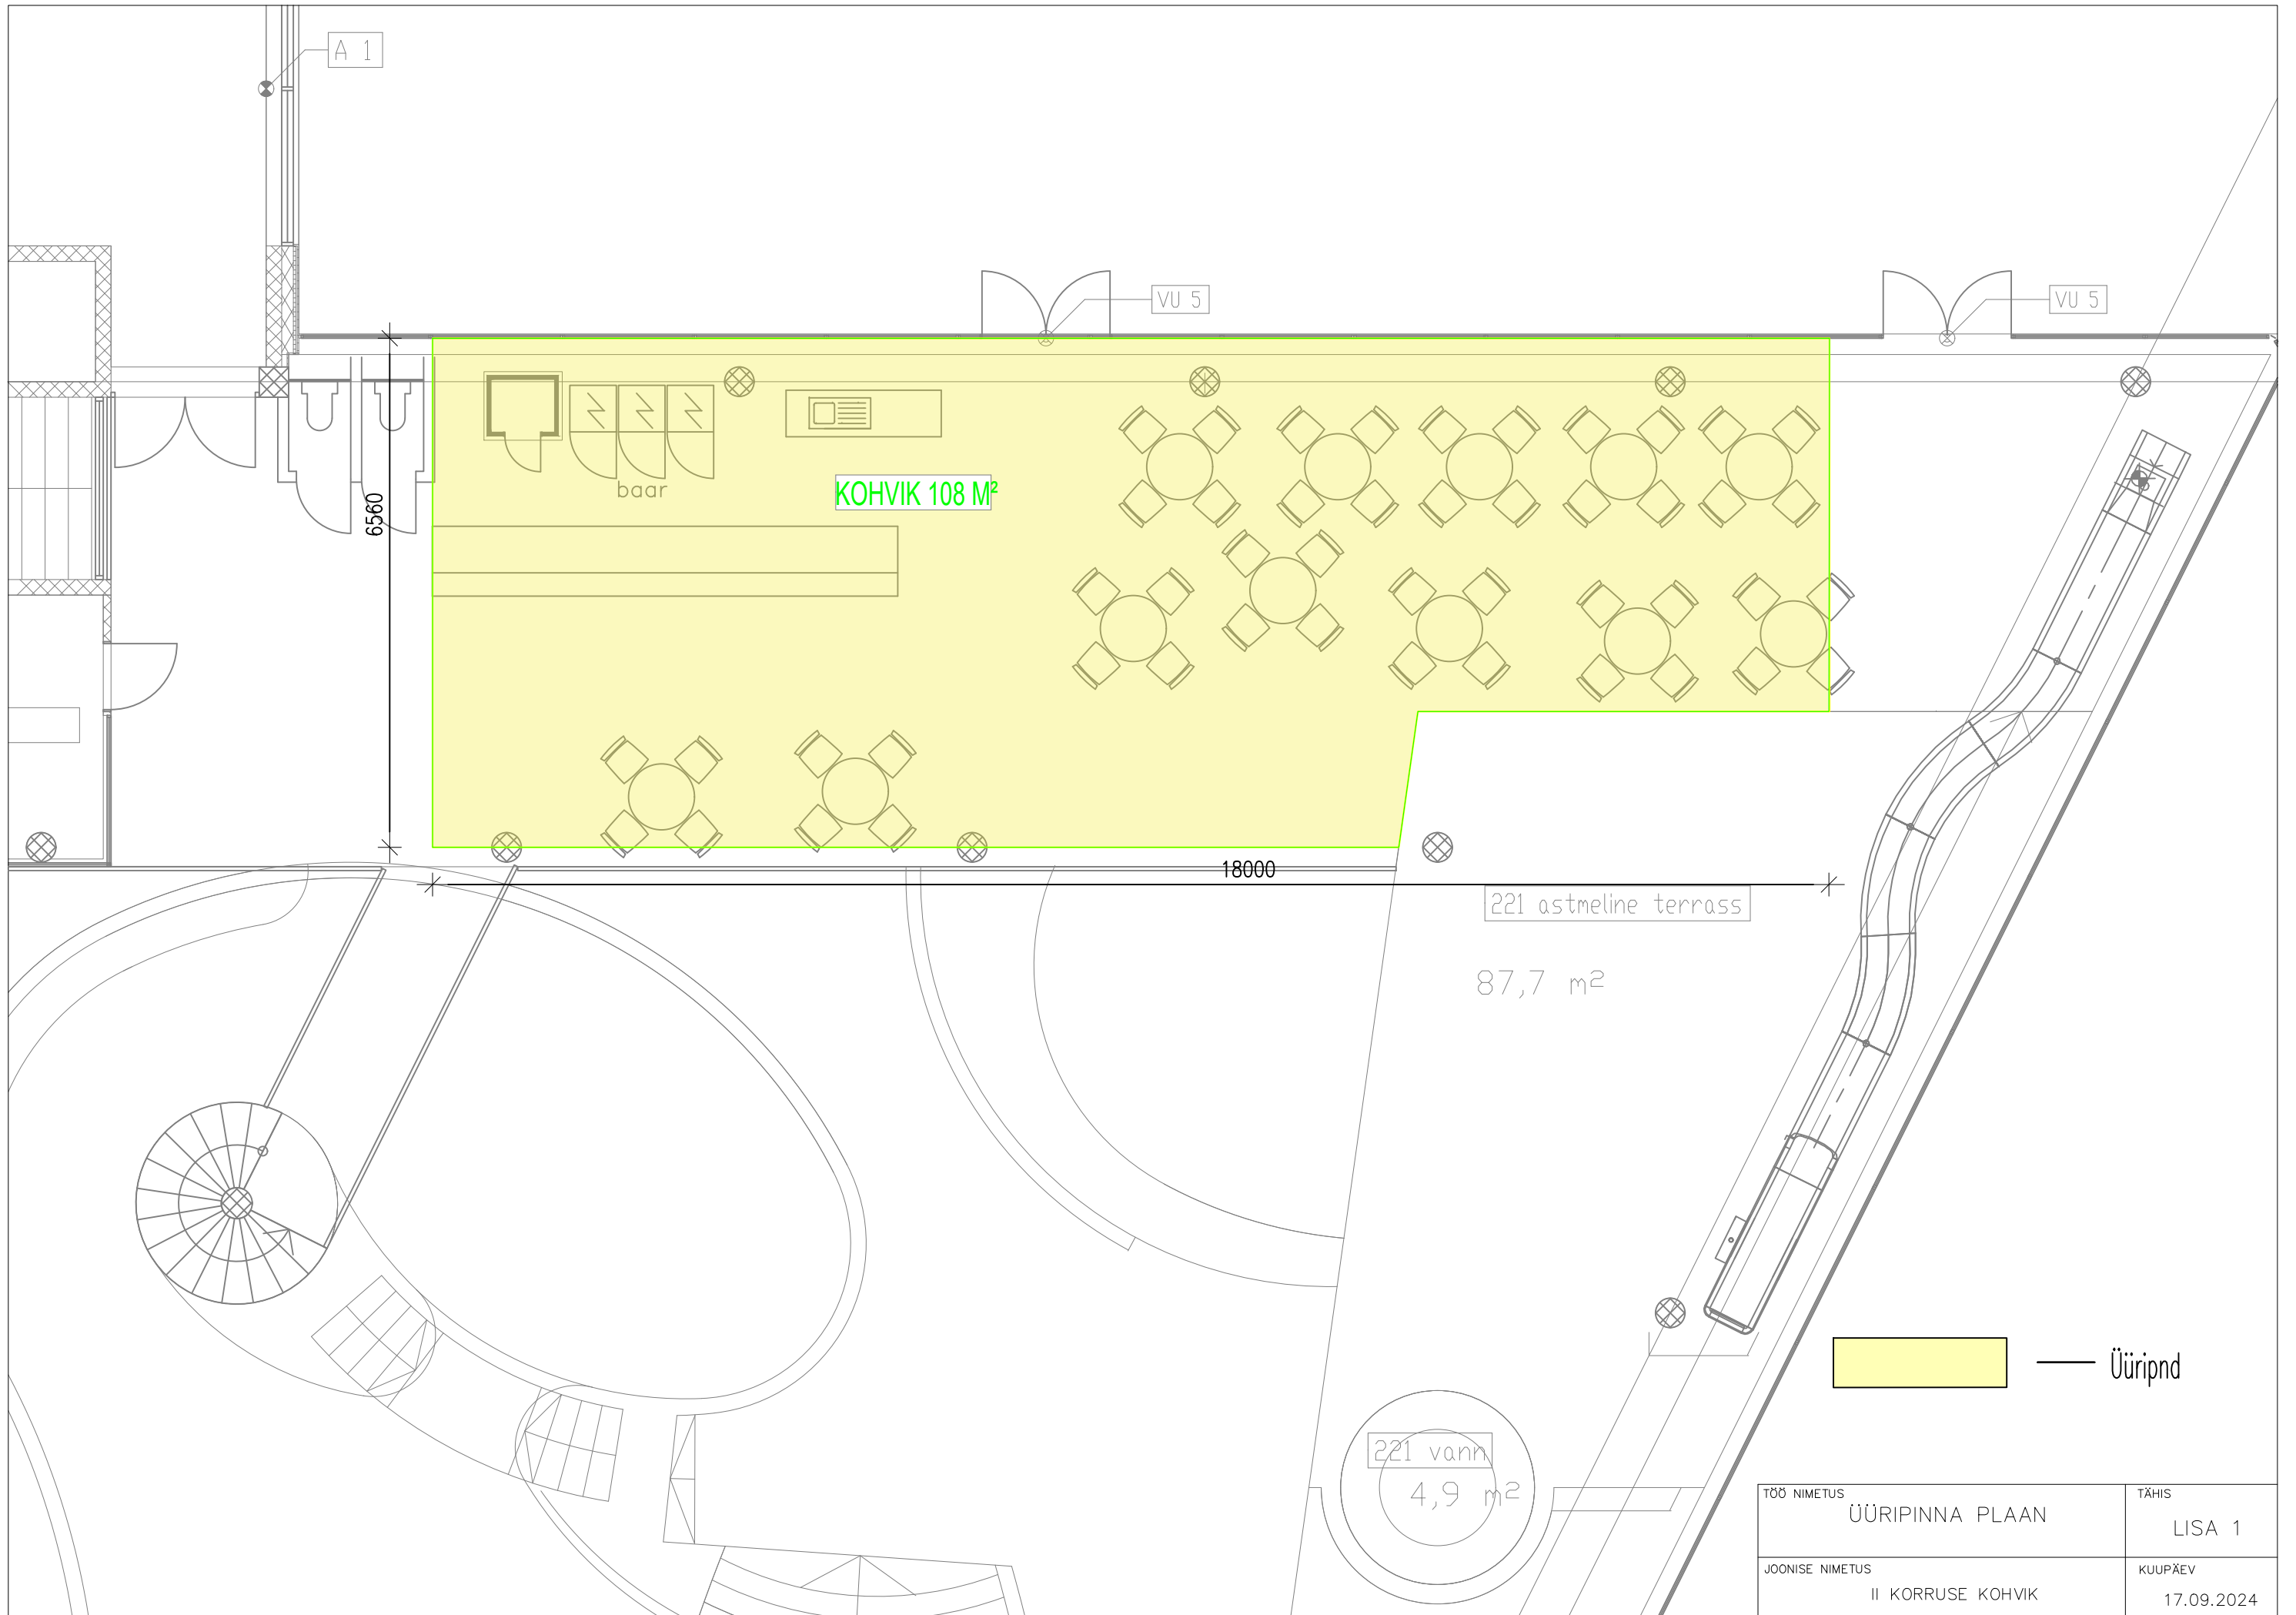 A 1
VU 5
VU 5
baar
KOHVIK 108 M²
6560
18000
221 astmeline terrass
87,7 m2
Üüripnd
221 vann
4,9 m2
TÖÖ NIMETUS
ÜÜRIPINNA PLAAN
TÄHIS
LISA 1
JOONISE NIMETUS
II KORRUSE KOHVIK
KUUPÄEV
17.09.2024